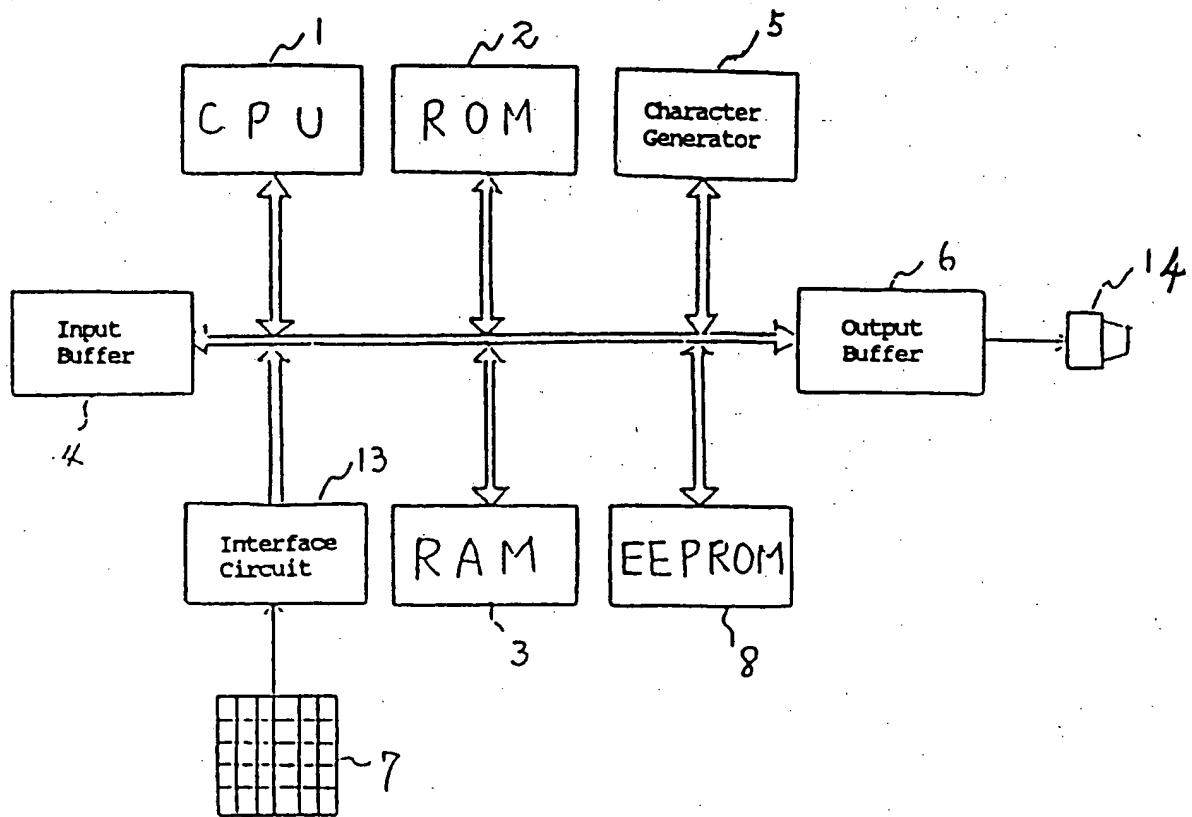 1
2
5
CPU
ROM
Character
Generator
6
14
Input
Buffer
Output
Buffer
4
13
Interface
Circuit
RAM
EEPROM
3
8
7